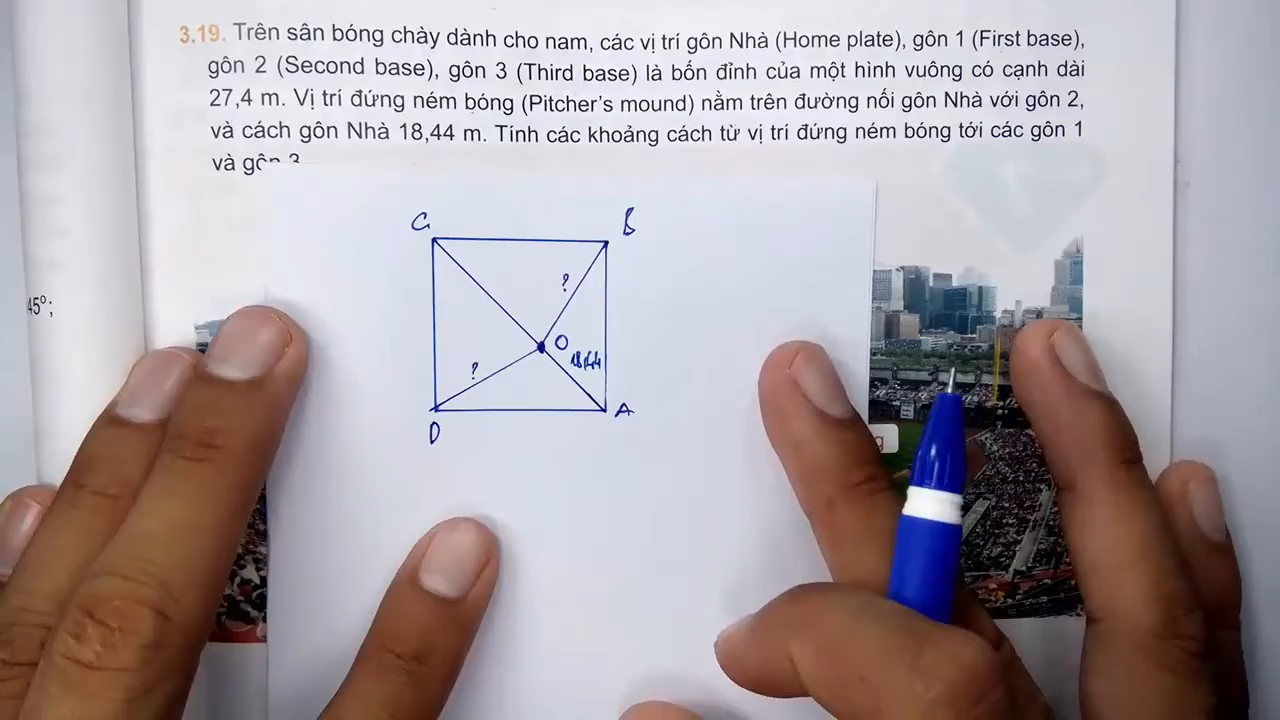 3.19. Trên sân bóng chày dành cho nam, các vị trí gôn Nhà (Home plate), gôn 1 (First base),
gôn 2 (Second base), gôn 3 (Third base) là bốn đỉnh của một hình vuông có cạnh dài
27,4 m. Vị trí đứng ném bóng (Pitcher's mound) nằm trên đường nối gôn Nhà với gôn 2,
và cách gôn Nhà 18,44 m. Tính các khoảng cách từ vị trí đứng ném bóng tới các gôn 1
và gôn 3
C B
?
45°;
O
18,44
?
A
D
g